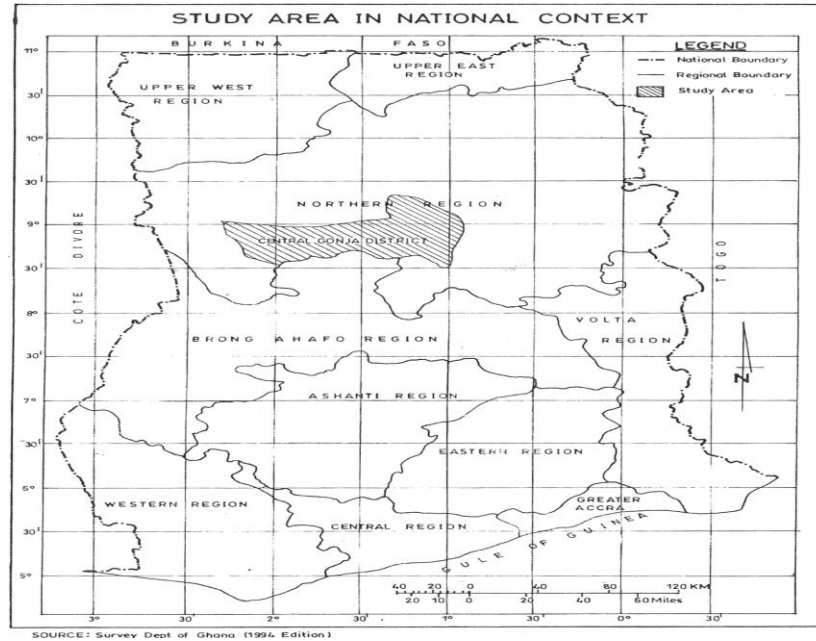 STUDY AREA IN NATIONAL CONTEXT
BURKINA FASO
LEGEND
National Boundary
Regional Boundary
Study Area
UPPER EAST
REGION
UPPER WEST
REGION
NORTHERN REGION
CENTRAL GONJA DISTRICT
COTE DIVORE
TOGO
VOLTA
REGION
BRONG AHAFO REGION
ASHANTI REGION
EASTERN REGION
WESTERN REGION
GREATER
ACCRA
CENTRAL REGION
GULF OF GUINEA
N
11°
30'
10°
30'
9°
30'
8°
30'
7°
30'
6°
30'
5°
40 20 0 40 80 120 KM
20 10 0 20 40 60 Miles
3° 30' 2° 30' 1° 30' 0° 30'
SOURCE: Survey Dept of Ghana (1994 Edition)